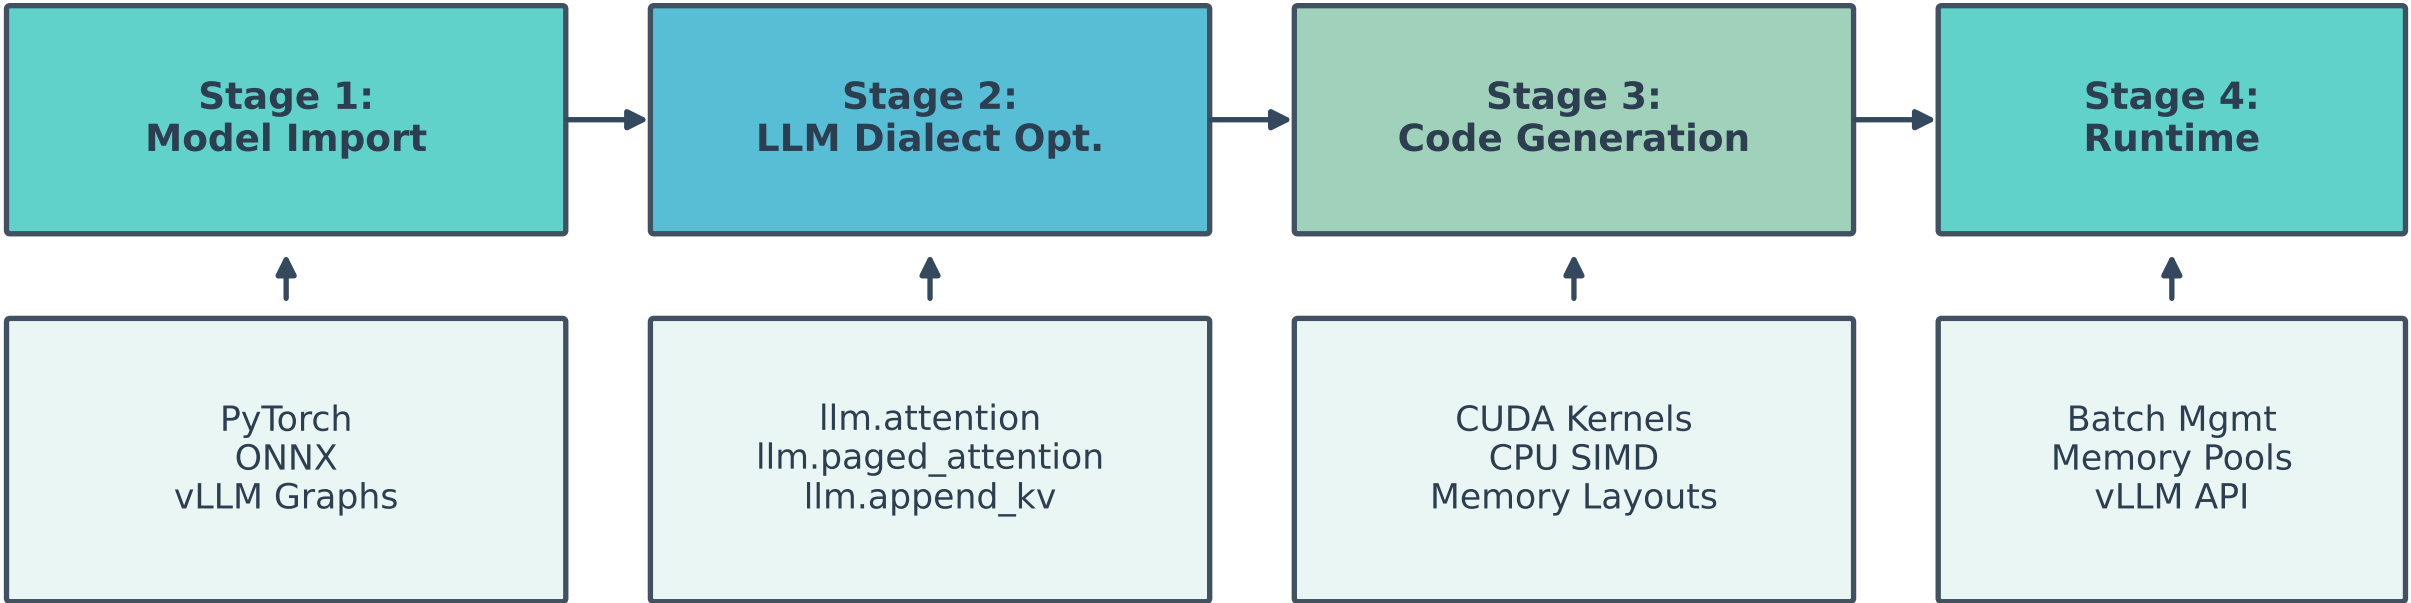 Stage 1:
Model Import
Stage 2:
LLM Dialect Opt.
Stage 3:
Code Generation
Stage 4:
Runtime
PyTorch
ONNX
vLLM Graphs
llm.attention
llm.paged_attention
llm.append_kv
CUDA Kernels
CPU SIMD
Memory Layouts
Batch Mgmt
Memory Pools
vLLM API